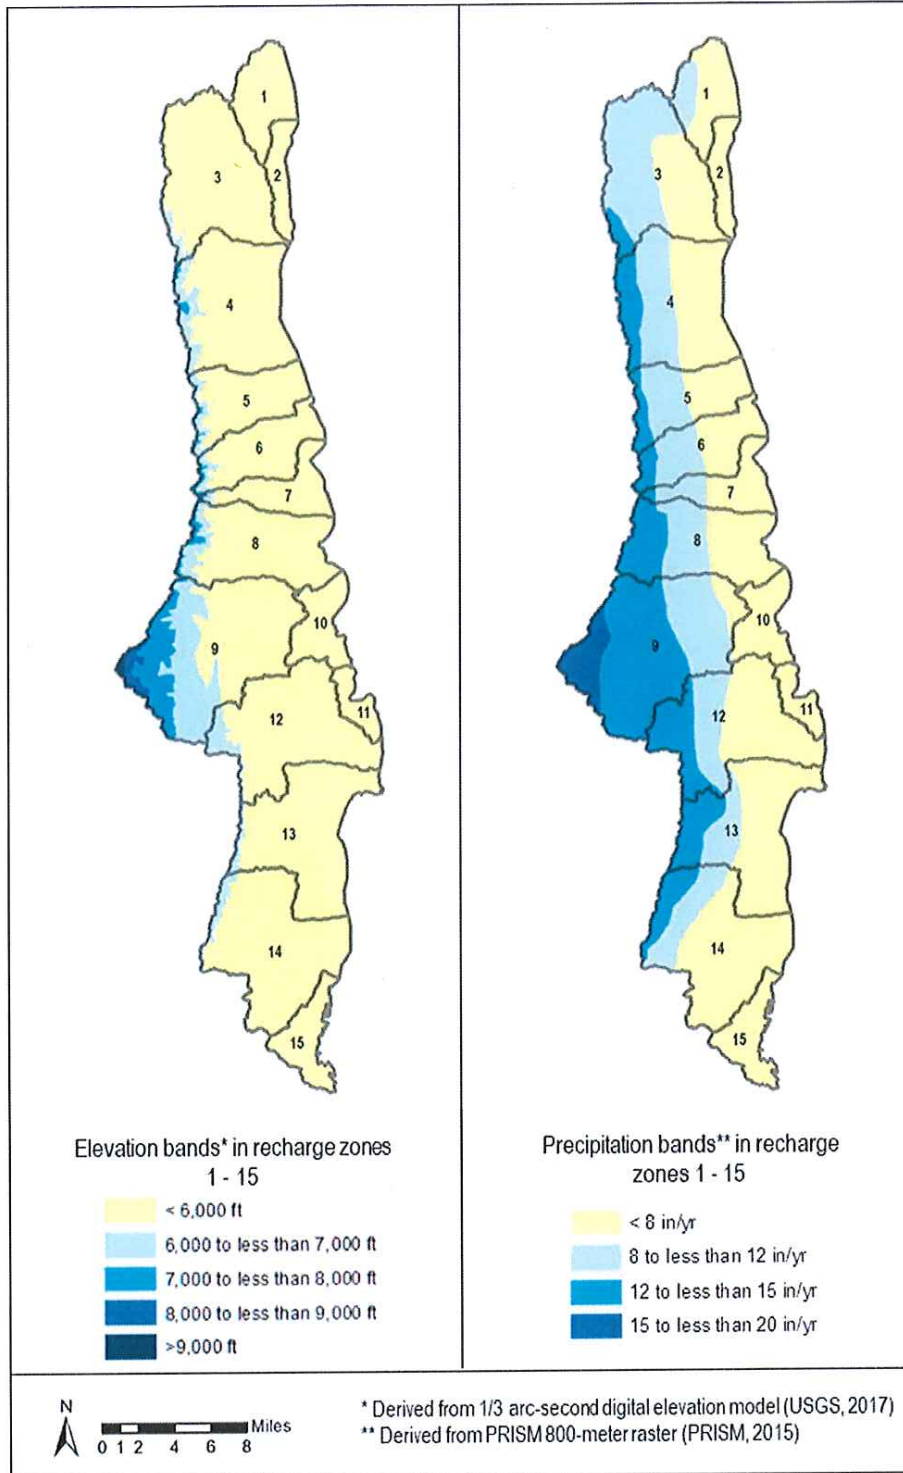 1
2
3
4
5
6
7
8
9
10
11
12
13
14
15
Elevation bands* in recharge zones
1 - 15
< 6,000 ft
6,000 to less than 7,000 ft
7,000 to less than 8,000 ft
8,000 to less than 9,000 ft
>9,000 ft
1
2
3
4
5
6
7
8
9
10
11
12
13
14
15
Precipitation bands** in recharge
zones 1 - 15
< 8 in/yr
8 to less than 12 in/yr
12 to less than 15 in/yr
15 to less than 20 in/yr
N
Miles
0 1 2 4 6 8
* Derived from 1/3 arc-second digital elevation model (USGS, 2017)
** Derived from PRISM 800-meter raster (PRISM, 2015)